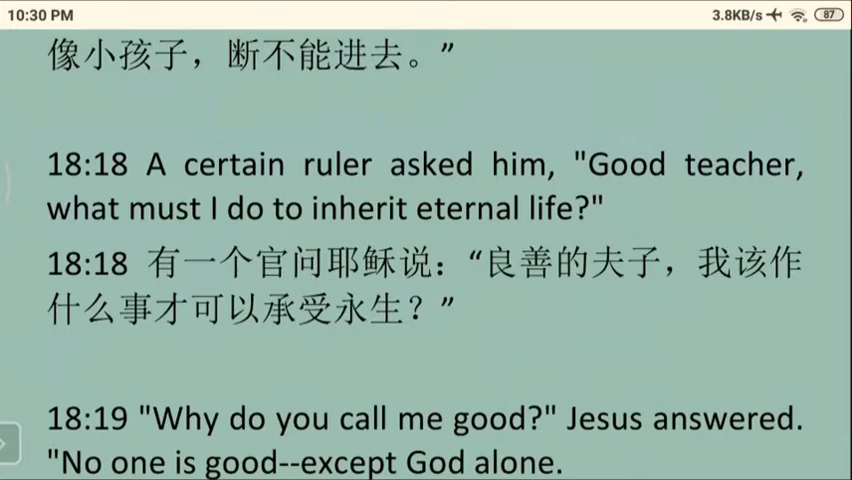 10:30 PM
3.8KB/s
87
像小孩子，断不能进去。”
18:18 A certain ruler asked him, "Good teacher,
what must I do to inherit eternal life?"
18:18 有一个官问耶稣说：“良善的夫子，我该作
什么事才可以承受永生？”
18:19 "Why do you call me good?" Jesus answered.
"No one is good--except God alone.